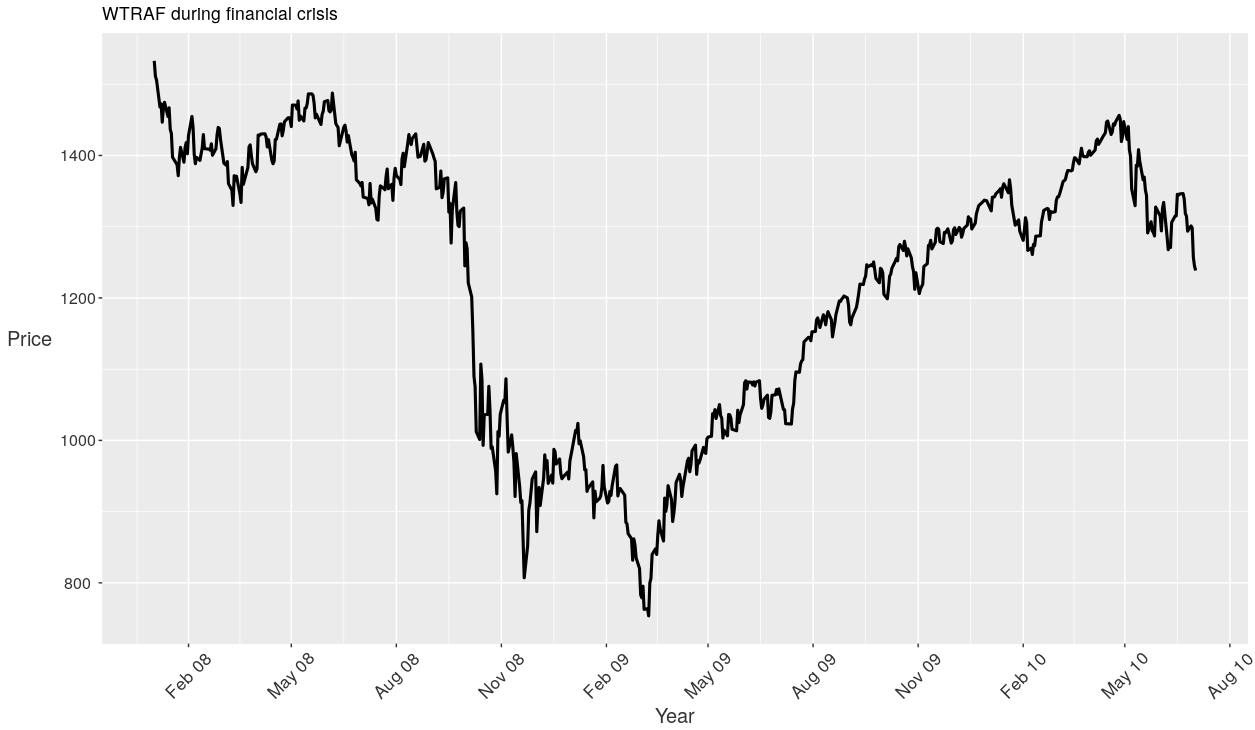 WTRAF during financial crisis
1400
1200
Price
1000
800
Feb 08
May 08
Aug 08
Nov 08
Feb 09
May 09
Aug 09
Nov 09
Feb 10
May 10
Aug 10
Year